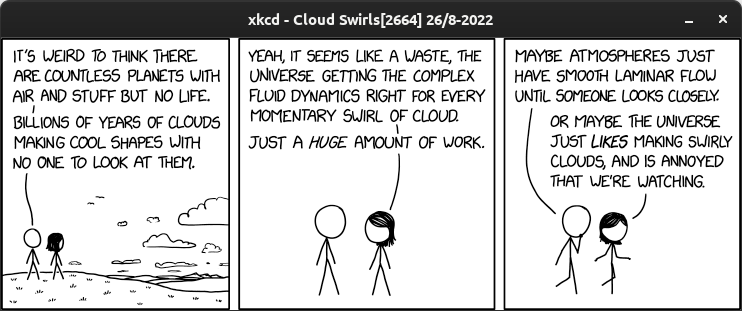 xkcd - Cloud Swirls[2664] 26/8-2022
IT'S WEIRD TO THINK THERE
ARE COUNTLESS PLANETS WITH
AIR AND STUFF BUT NO LIFE.
BILLIONS OF YEARS OF CLOUDS
MAKING COOL SHAPES WITH
NO ONE TO LOOK AT THEM.
YEAH, IT SEEMS LIKE A WASTE, THE
UNIVERSE GETTING THE COMPLEX
FLUID DYNAMICS RIGHT FOR EVERY
MOMENTARY SWIRL OF CLOUD.
JUST A HUGE AMOUNT OF WORK.
MAYBE ATMOSPHERES JUST
HAVE SMOOTH LAMINAR FLOW
UNTIL SOMEONE LOOKS CLOSELY.
OR MAYBE THE UNIVERSE
JUST LIKES MAKING SWIRLY
CLOUDS, AND IS ANNOYED
THAT WE'RE WATCHING.